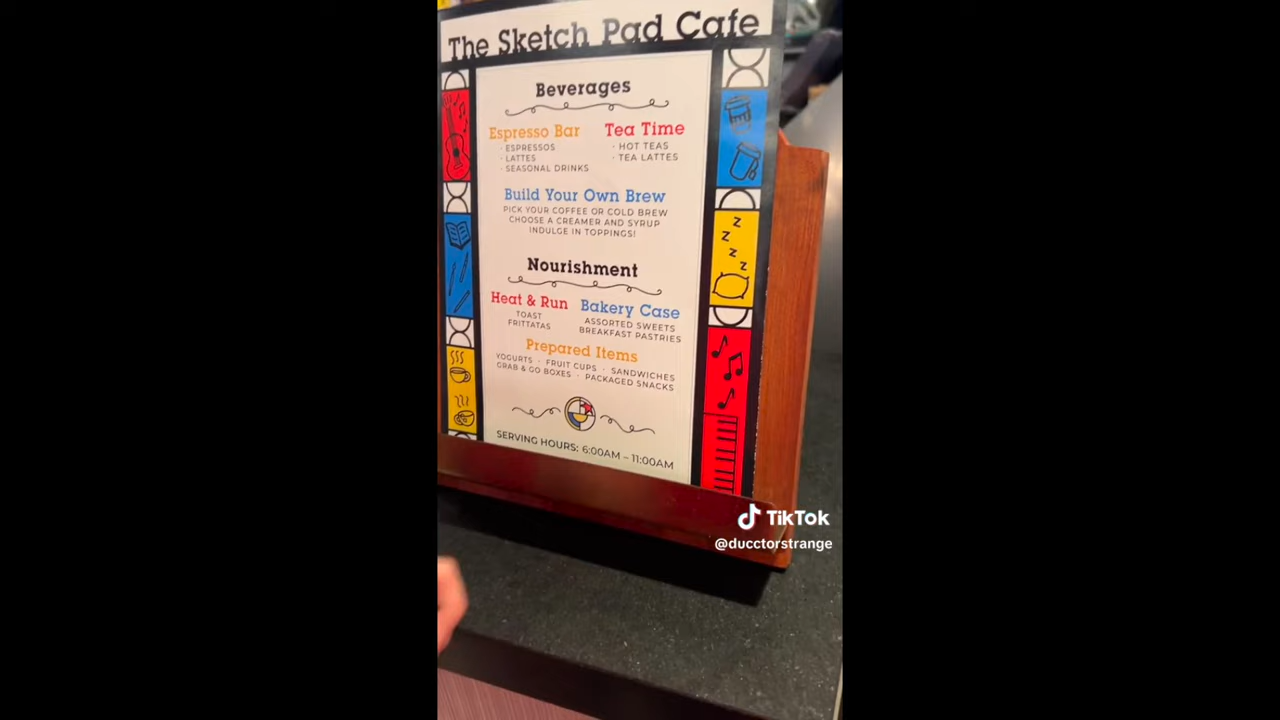 The Sketch Pad Cafe
Beverages
Espresso Bar
· ESPRESSOS
· LATTES
· SEASONAL DRINKS
Tea Time
· HOT TEAS
· TEA LATTES
Build Your Own Brew
PICK YOUR COFFEE OR COLD BREW
CHOOSE A CREAMER AND SYRUP
INDULGE IN TOPPINGS!
Nourishment
Heat & Run
TOAST
FRITTATAS
Bakery Case
ASSORTED SWEETS
BREAKFAST PASTRIES
Prepared Items
YOGURTS · FRUIT CUPS · SANDWICHES
GRAB & GO BOXES · PACKAGED SNACKS
SERVING HOURS: 6:00AM – 11:00AM
z
z
z
z
TikTok
@ducctorstrange